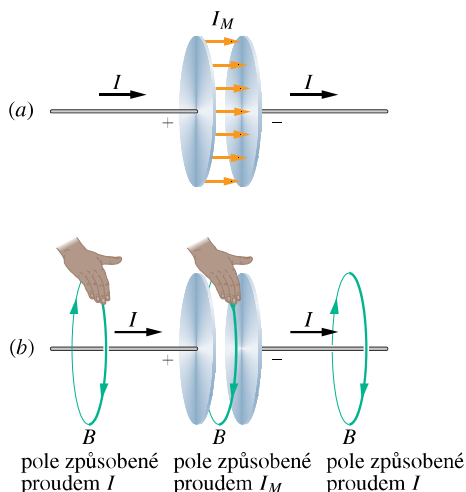 I_M
I I
(a)
+ −
I I
(b)
+ −
B B B
pole způsobené pole způsobené pole způsobené
proudem I proudem I_M proudem I